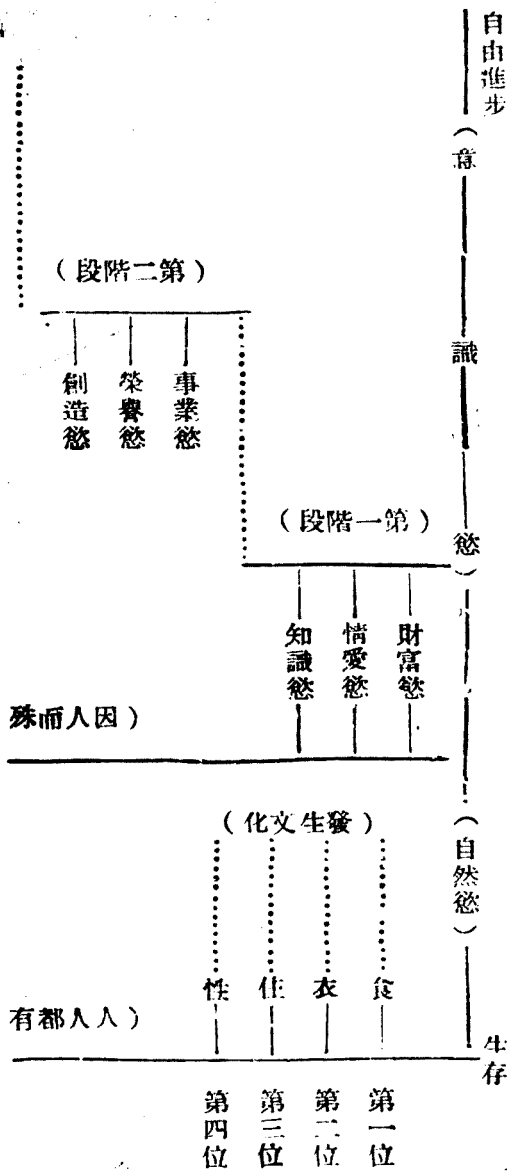 自由進步
（意識慾）
（第二階段）
事業慾
榮譽慾
創造慾
（第一階段）
財富慾
情愛慾
知識慾
（因人而殊
（自然慾）
（發生文化）
食
衣
住
性
（人人都有
生存
第一位
第二位
第三位
第四位